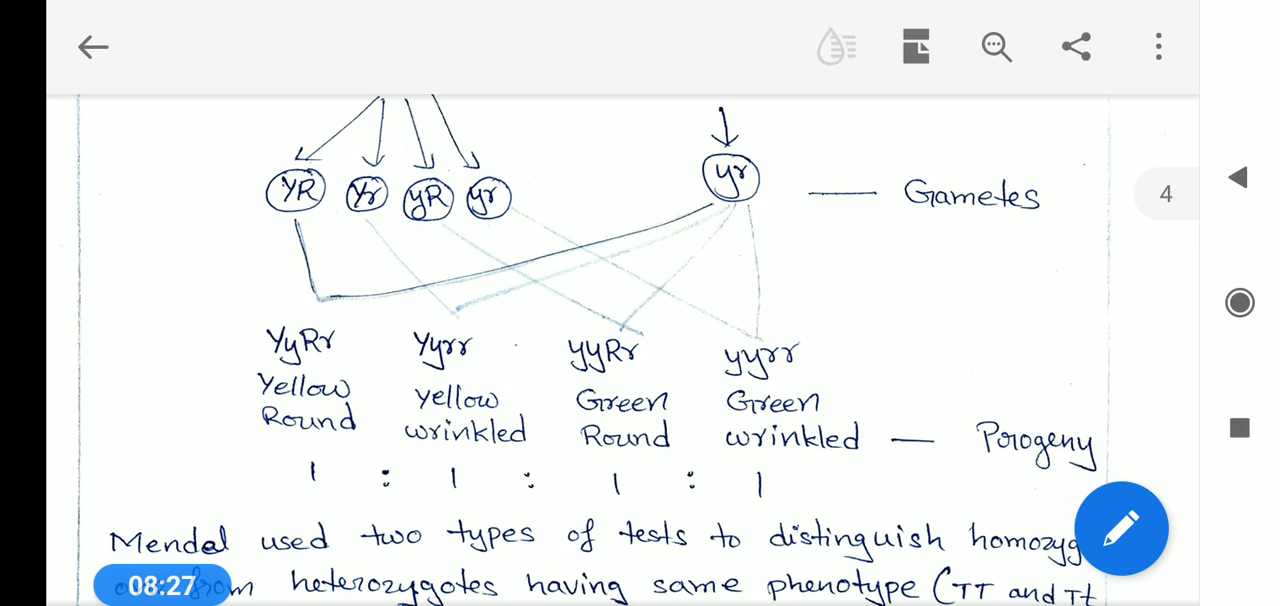 4
YR Yr yR yr yr — Gametes
YyRr Yyrr yyRr yyrr
Yellow yellow Green Green
Round wrinkled Round wrinkled — Progeny
1 : 1 : 1 : 1
Mendel used two types of tests to distinguish homozyg
08:27 from heterozygotes having same phenotype (TT and Tt